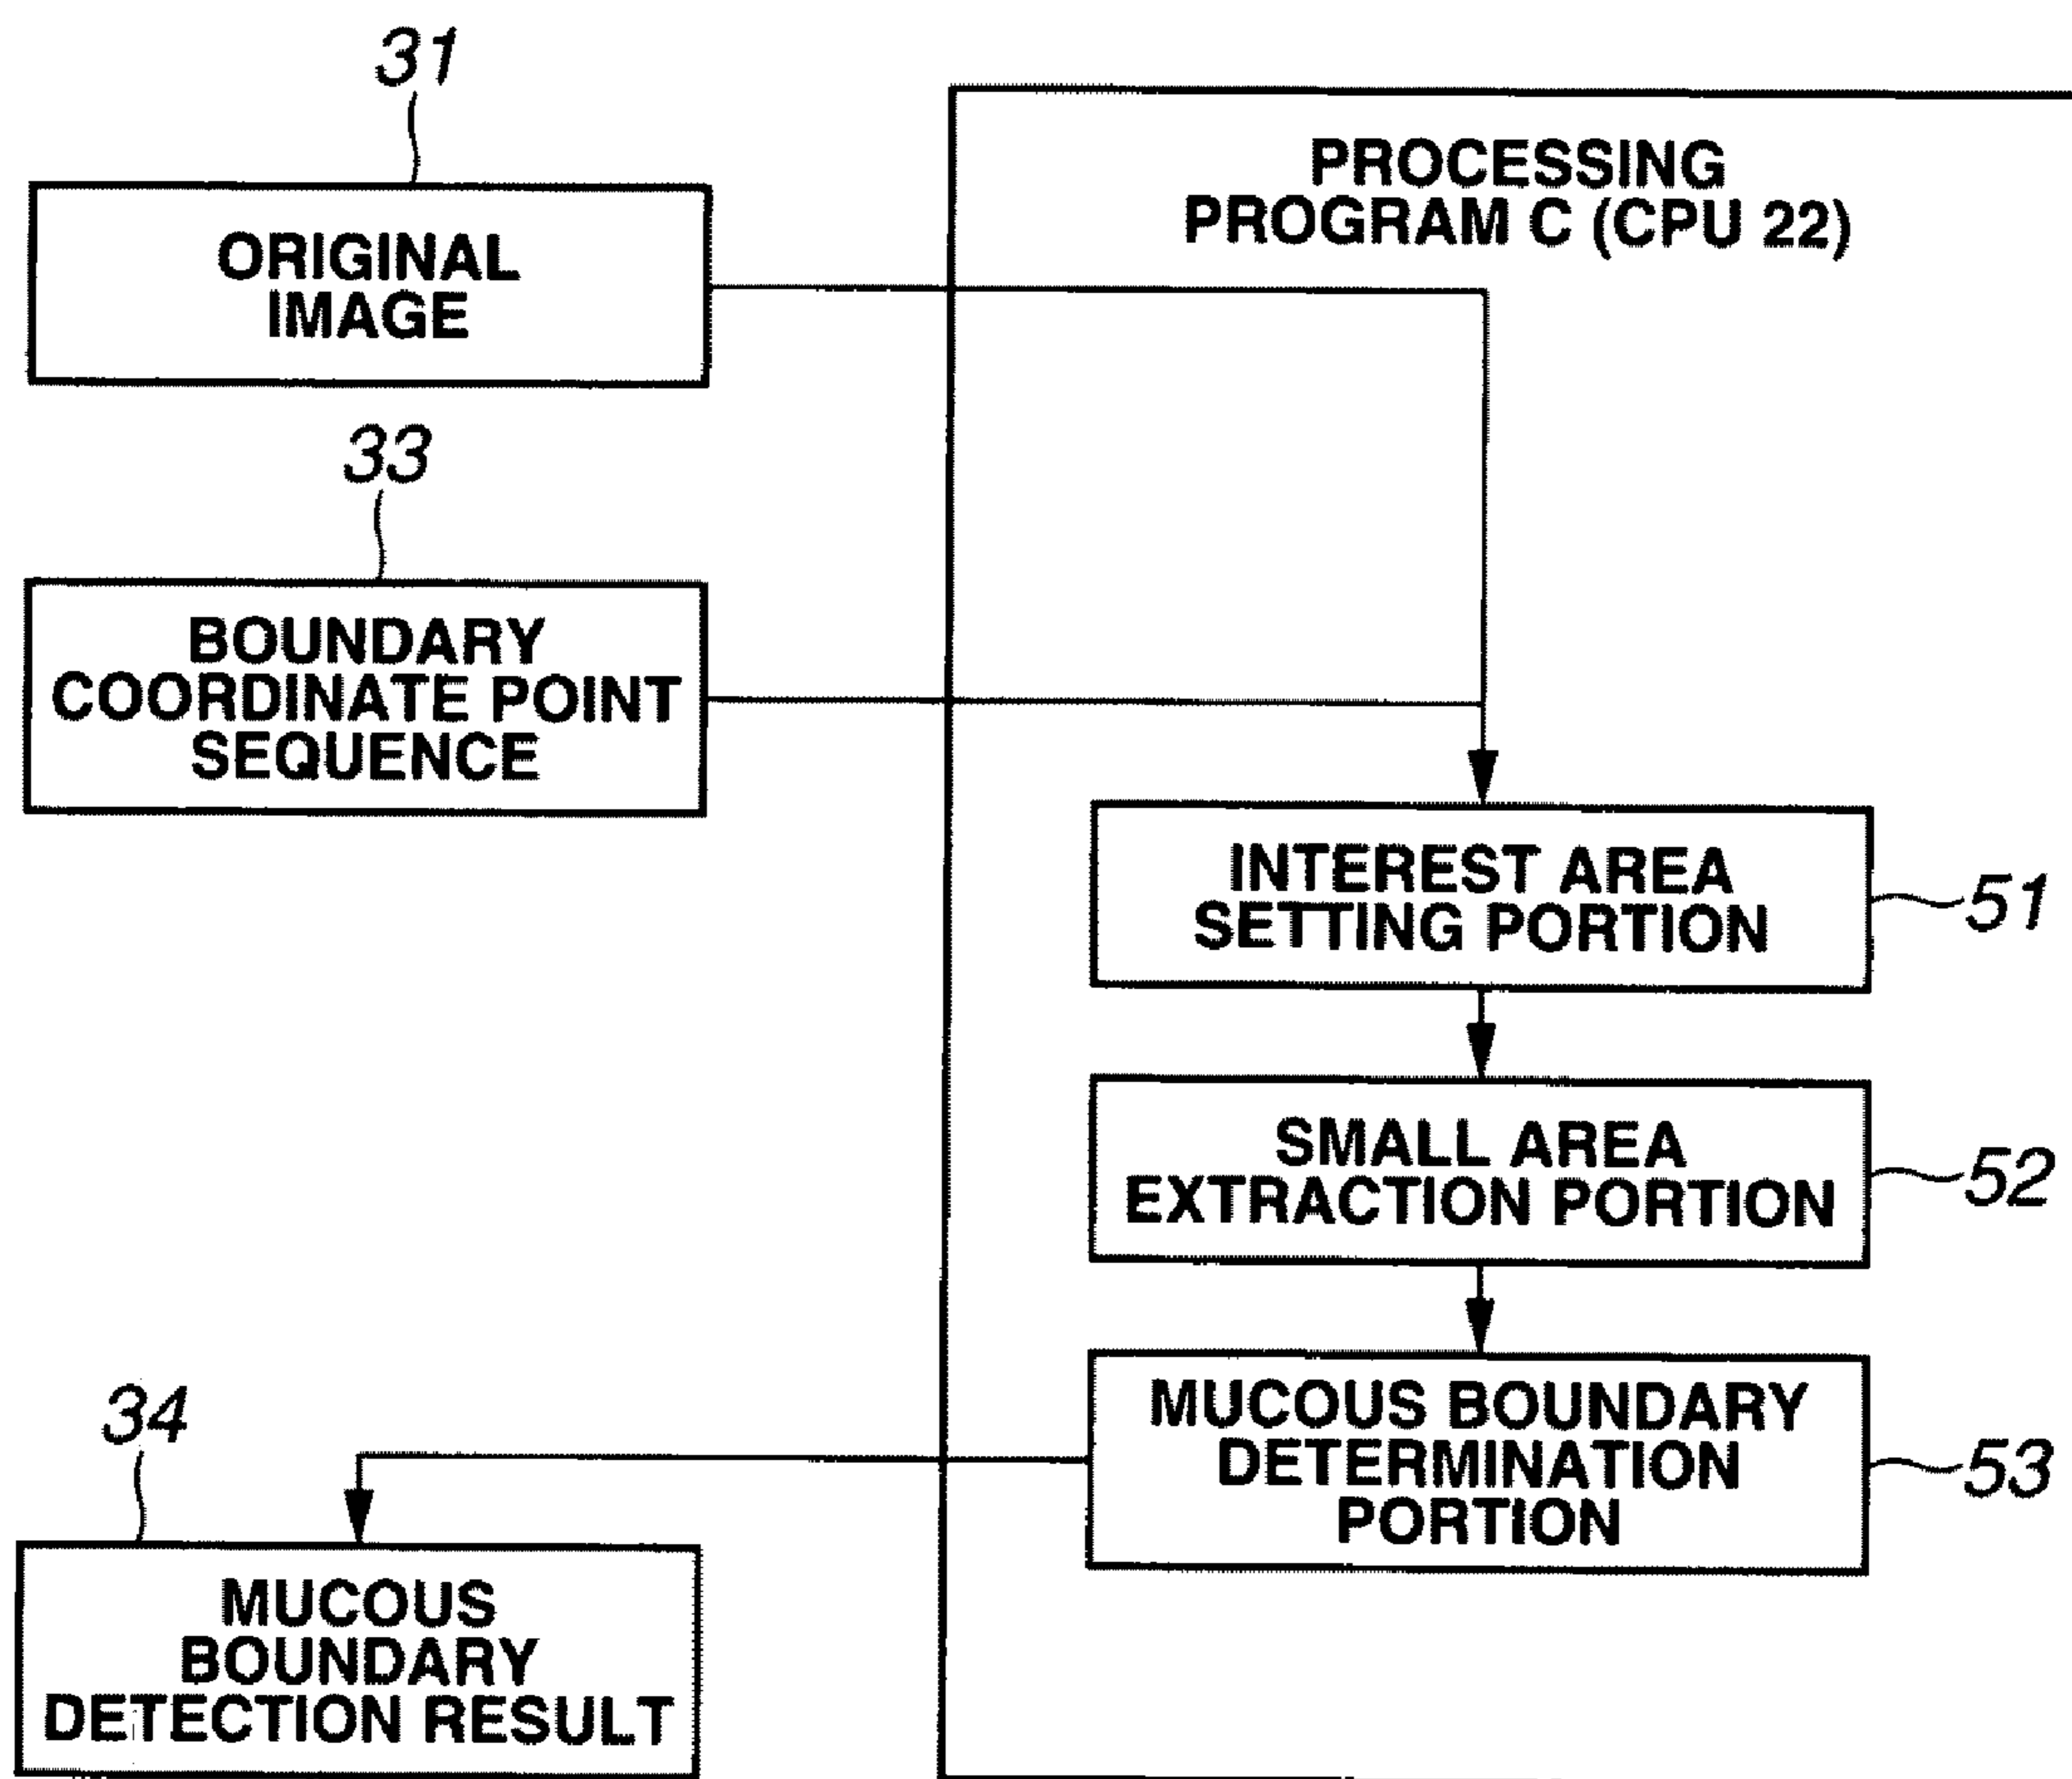 31
ORIGINAL
IMAGE
33
BOUNDARY
COORDINATE POINT
SEQUENCE
PROCESSING
PROGRAM C (CPU 22)
INTEREST AREA
SETTING PORTION
51
SMALL AREA
EXTRACTION PORTION
52
MUCOUS BOUNDARY
DETERMINATION
PORTION
53
34
MUCOUS
BOUNDARY
DETECTION RESULT